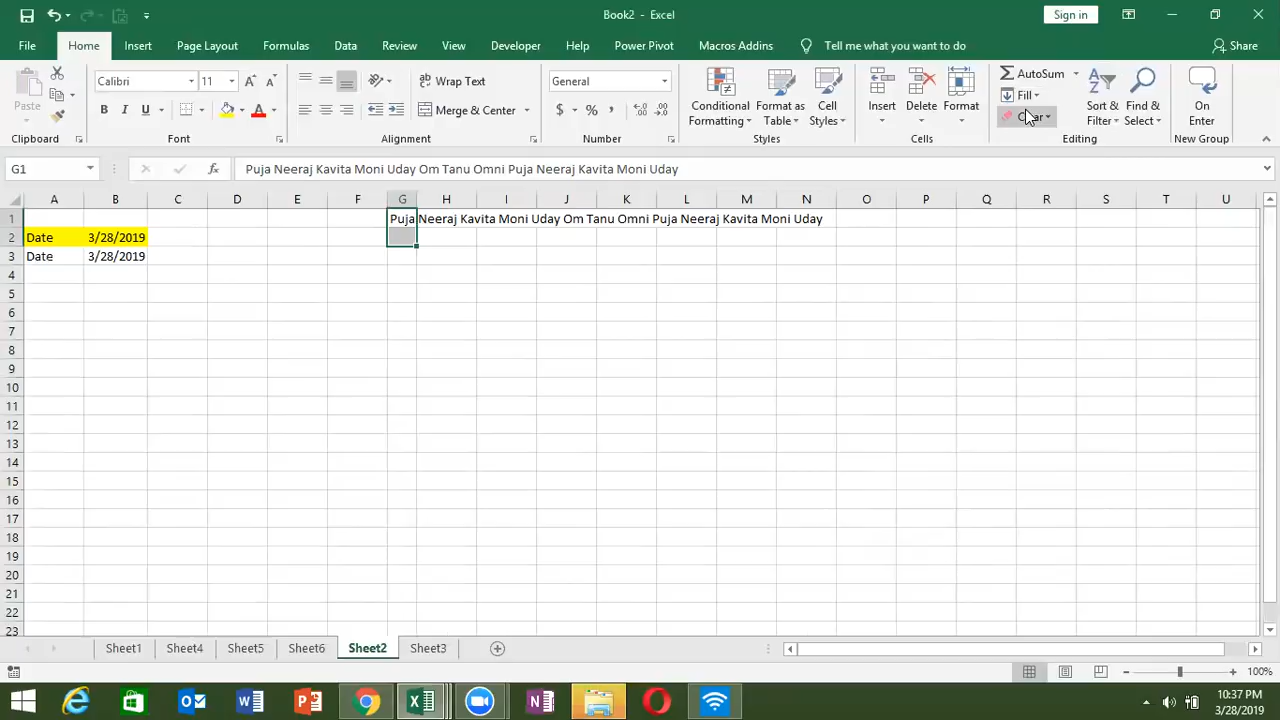 Book2 - Excel
Sign in
File Home Insert Page Layout Formulas Data Review View Developer Help Power Pivot Macros Addins Tell me what you want to do Share
Paste
Calibri 11
Wrap Text
General
Conditional Formatting
Format as Table
Cell Styles
Insert
Delete
Format
AutoSum
Fill
Clear
Sort & Filter
Find & Select
On Enter
B I U
Merge & Center
$ % ,
Clipboard Font Alignment Number Styles Cells Editing New Group
G1 fx Puja Neeraj Kavita Moni Uday Om Tanu Omni Puja Neeraj Kavita Moni Uday
A B C D E F G H I J K L M N O P Q R S T U
1 Puja Neeraj Kavita Moni Uday Om Tanu Omni Puja Neeraj Kavita Moni Uday
2 Date 3/28/2019
3 Date 3/28/2019
4
5
6
7
8
9
10
11
12
13
14
15
16
17
18
19
20
21
22
23
Sheet1 Sheet4 Sheet5 Sheet6 Sheet2 Sheet3
100%
10:37 PM
3/28/2019